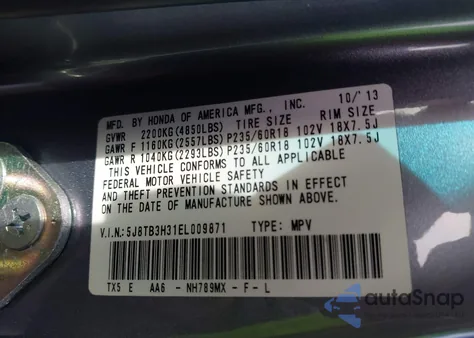 MFD. BY HONDA OF AMERICA MFG., INC. 10/'13
GVWR 2200KG(4850LBS) TIRE SIZE RIM SIZE
GAWR F 1160KG(2557LBS) P235/60R18 102V 18X7.5J
GAWR R 1040KG(2293LBS) P235/60R18 102V 18X7.5J
THIS VEHICLE CONFORMS TO ALL APPLICABLE
FEDERAL MOTOR VEHICLE SAFETY
AND THEFT PREVENTION STANDARDS IN EFFECT
ON THE DATE OF MANUFACTURE SHOWN ABOVE.
V.I.N.: 5J8TB3H31EL009871 TYPE: MPV
TX5 E AA6 -NH789MX -F-L
autoSnap